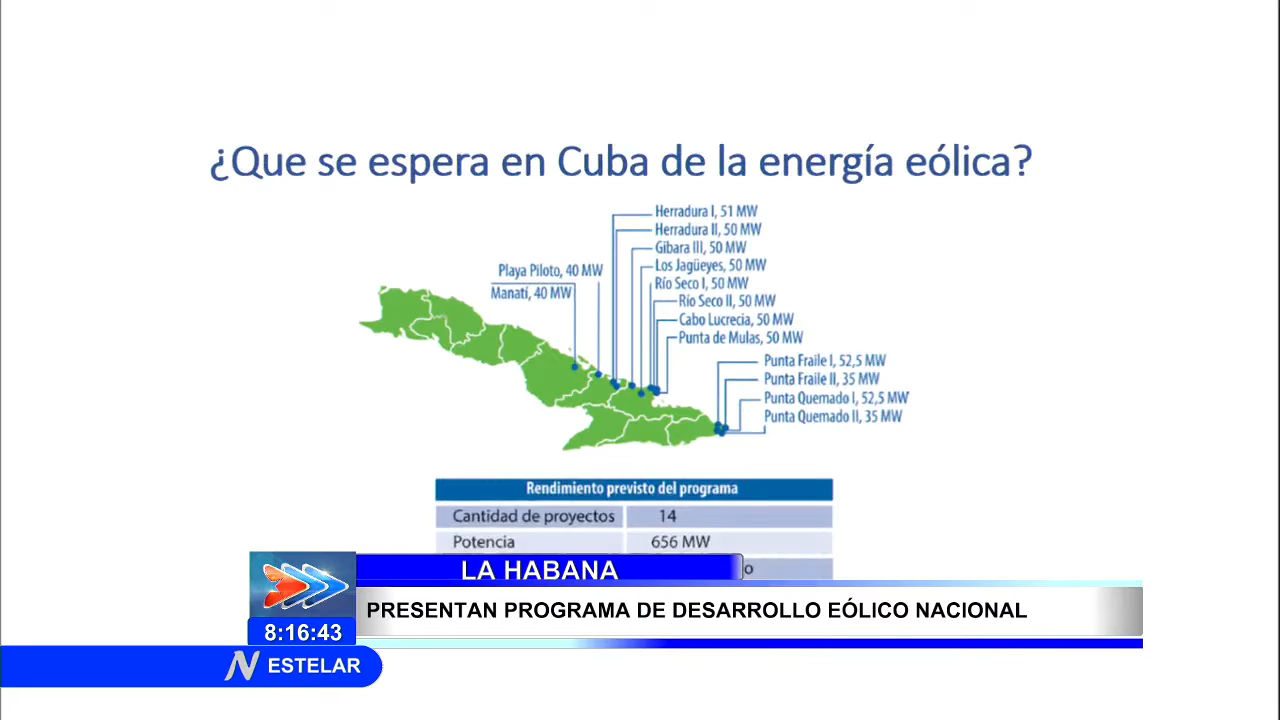 ¿Que se espera en Cuba de la energía eólica?
Herradura I, 51 MW
Herradura II, 50 MW
Gibara III, 50 MW
Los Jagüeyes, 50 MW
Río Seco I, 50 MW
Río Seco II, 50 MW
Cabo Lucrecia, 50 MW
Punta de Mulas, 50 MW
Playa Piloto, 40 MW
Manatí, 40 MW
Punta Fraile I, 52,5 MW
Punta Fraile II, 35 MW
Punta Quemado I, 52,5 MW
Punta Quemado II, 35 MW
Rendimiento previsto del programa
Cantidad de proyectos 14
Potencia 656 MW
LA HABANA
PRESENTAN PROGRAMA DE DESARROLLO EÓLICO NACIONAL
8:16:43
N ESTELAR